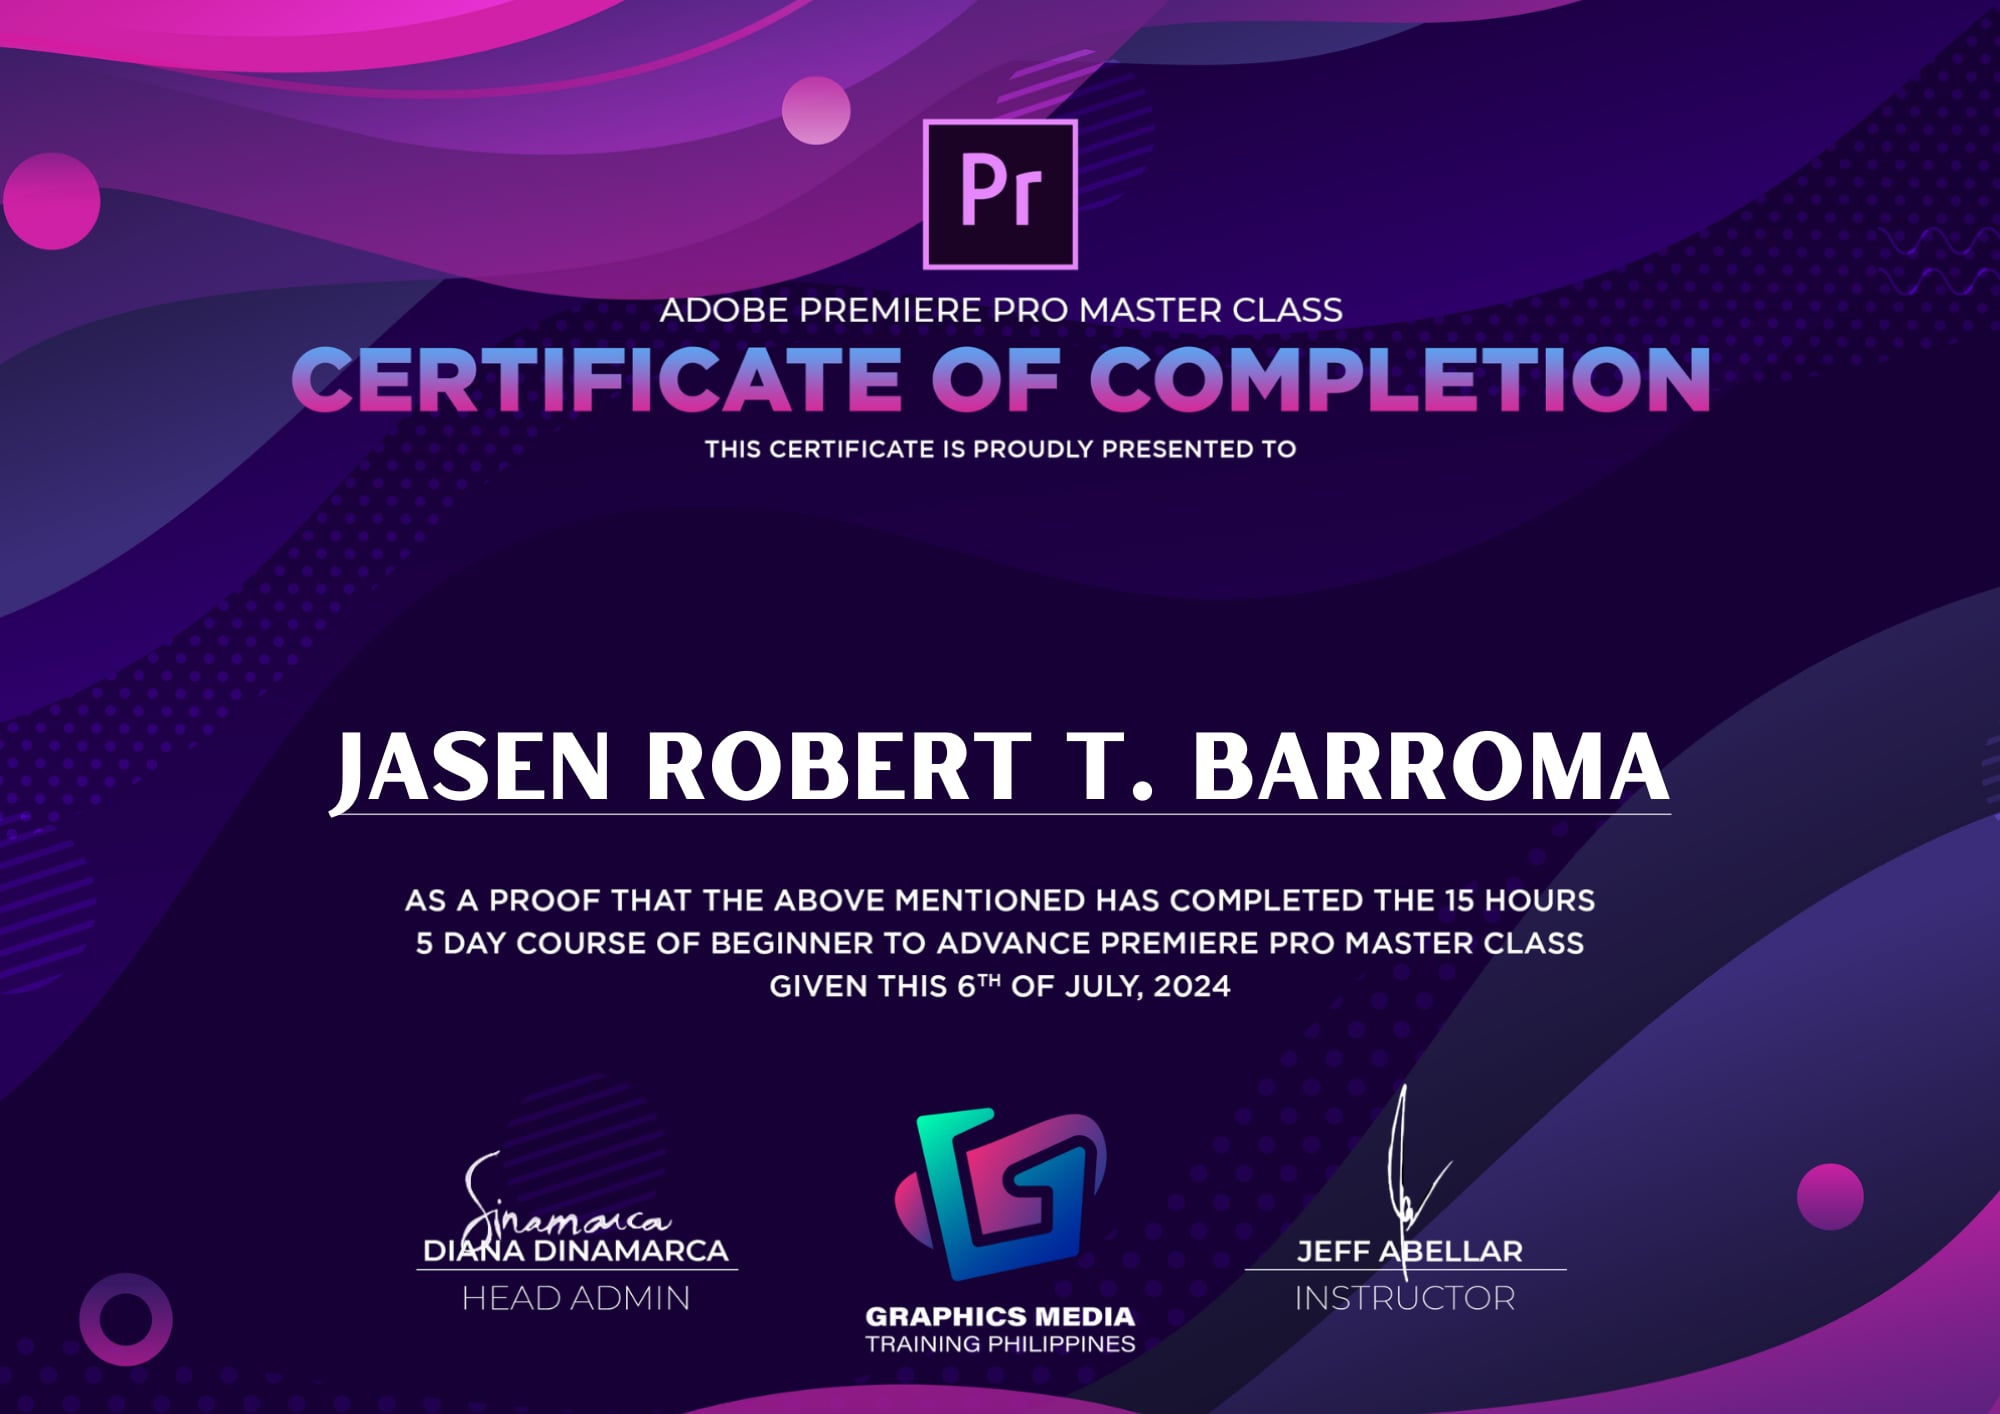 Pr
ADOBE PREMIERE PRO MASTER CLASS
CERTIFICATE OF COMPLETION
THIS CERTIFICATE IS PROUDLY PRESENTED TO
JASEN ROBERT T. BARROMA
AS A PROOF THAT THE ABOVE MENTIONED HAS COMPLETED THE 15 HOURS
5 DAY COURSE OF BEGINNER TO ADVANCE PREMIERE PRO MASTER CLASS
GIVEN THIS 6TH OF JULY, 2024
Dinamarca
DIANA DINAMARCA
HEAD ADMIN
GRAPHICS MEDIA
TRAINING PHILIPPINES
JEFF ABELLAR
INSTRUCTOR